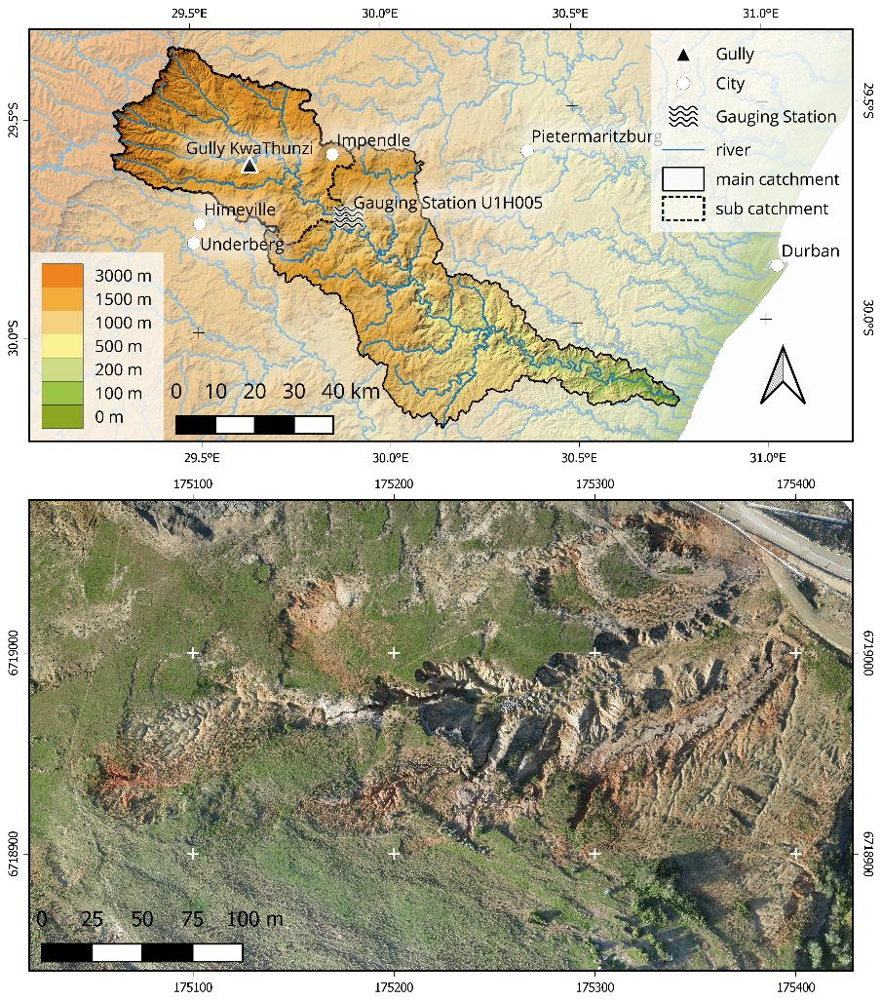 29.5°E 30.0°E 30.5°E 31.0°E
29.5°S
29.5°S
Gully
City
Gauging Station
river
main catchment
sub catchment
Gully KwaThunzi
Impendle
Pietermaritzburg
Gauging Station U1H005
Himeville
Underberg
Durban
3000 m
1500 m
1000 m
500 m
200 m
100 m
0 m
30.0°S
30.0°S
0 10 20 30 40 km
29.5°E 30.0°E 30.5°E 31.0°E
175100 175200 175300 175400
6719000
6719000
6718900
6718900
0 25 50 75 100 m
175100 175200 175300 175400